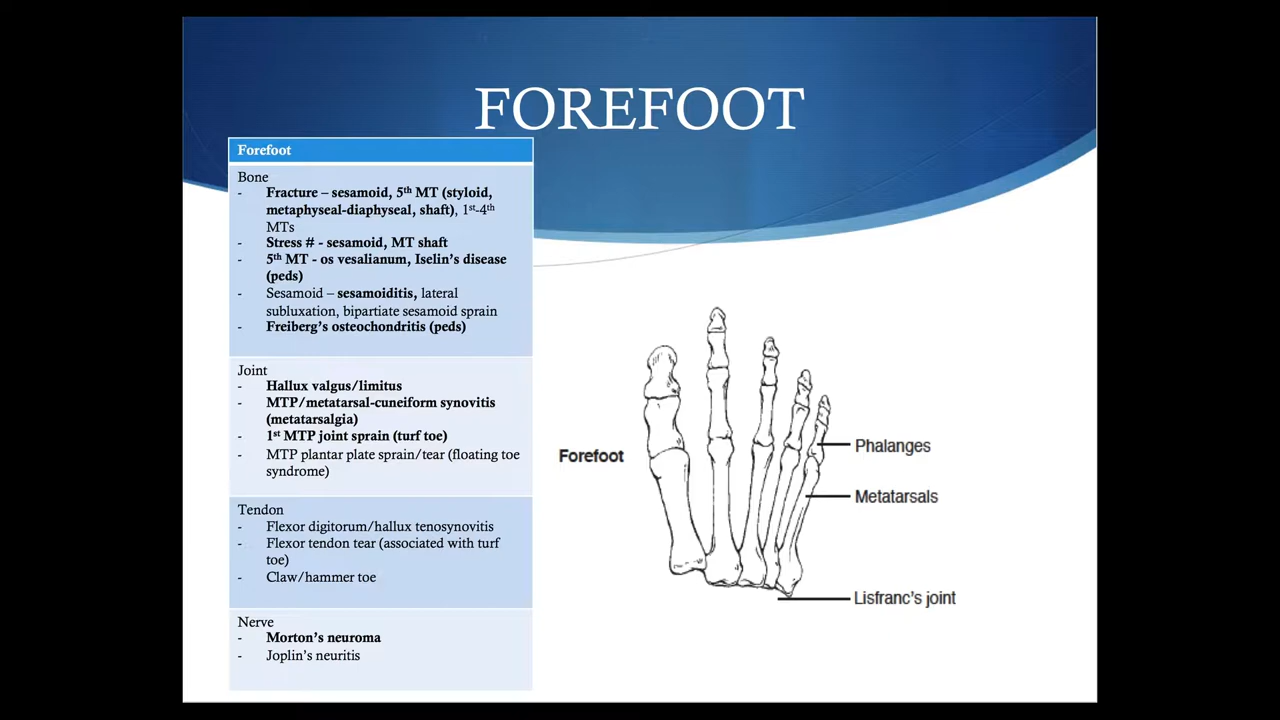 FOREFOOT
Forefoot
Bone
- Fracture – sesamoid, 5th MT (styloid,
metaphyseal-diaphyseal, shaft), 1st-4th
MTs
- Stress # - sesamoid, MT shaft
- 5th MT - os vesalianum, Iselin's disease
(peds)
- Sesamoid – sesamoiditis, lateral
subluxation, bipartiate sesamoid sprain
- Freiberg's osteochondritis (peds)
Joint
- Hallux valgus/limitus
- MTP/metatarsal-cuneiform synovitis
(metatarsalgia)
- 1st MTP joint sprain (turf toe)
- MTP plantar plate sprain/tear (floating toe
syndrome)
Tendon
- Flexor digitorum/hallux tenosynovitis
- Flexor tendon tear (associated with turf
toe)
- Claw/hammer toe
Nerve
- Morton's neuroma
- Joplin's neuritis
Forefoot
Phalanges
Metatarsals
Lisfranc's joint